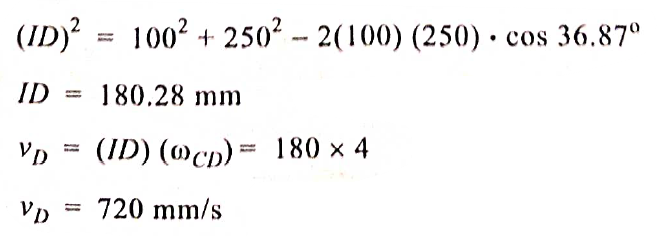 (ID)² = 100² + 250² − 2(100) (250) · cos 36.87º
ID = 180.28 mm
v_D = (ID) (ω_CD) = 180 × 4
v_D = 720 mm/s